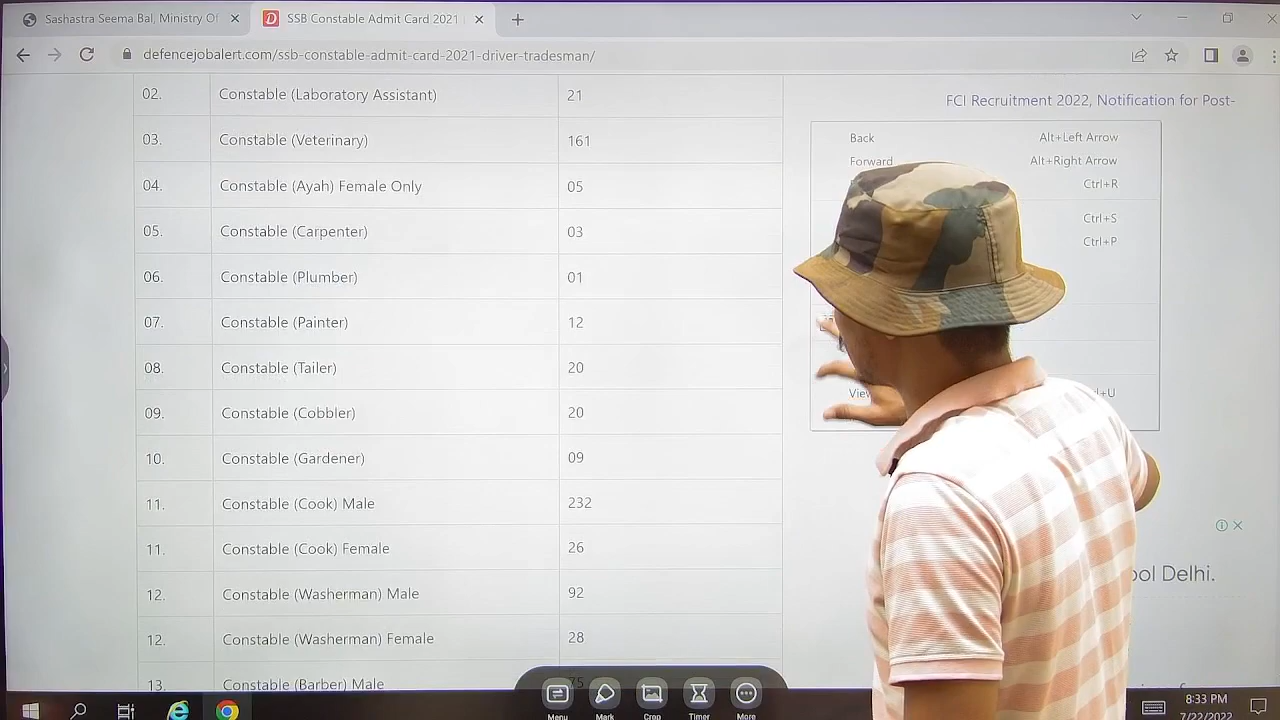 Sashastra Seema Bal, Ministry Of
SSB Constable Admit Card 2021
defencejobalert.com/ssb-constable-admit-card-2021-driver-tradesman/
02. Constable (Laboratory Assistant) 21
03. Constable (Veterinary) 161
04. Constable (Ayah) Female Only 05
05. Constable (Carpenter) 03
06. Constable (Plumber) 01
07. Constable (Painter) 12
08. Constable (Tailer) 20
09. Constable (Cobbler) 20
10. Constable (Gardener) 09
11. Constable (Cook) Male 232
11. Constable (Cook) Female 26
12. Constable (Washerman) Male 92
12. Constable (Washerman) Female 28
13. Constable (Barber) Male 75
FCI Recruitment 2022, Notification for Post-
Back Alt+Left Arrow
Forward Alt+Right Arrow
Ctrl+R
Ctrl+S
Ctrl+P
Delhi.
Menu Mark Crop Timer More
8:33 PM
7/22/2022